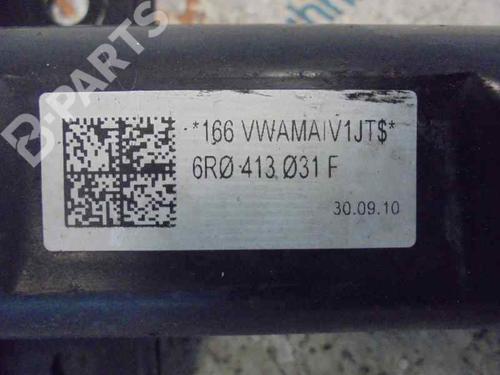 B-PARTS
*166 VWAMAIV1JT$*
6RØ 413 Ø31 F
30.09.10